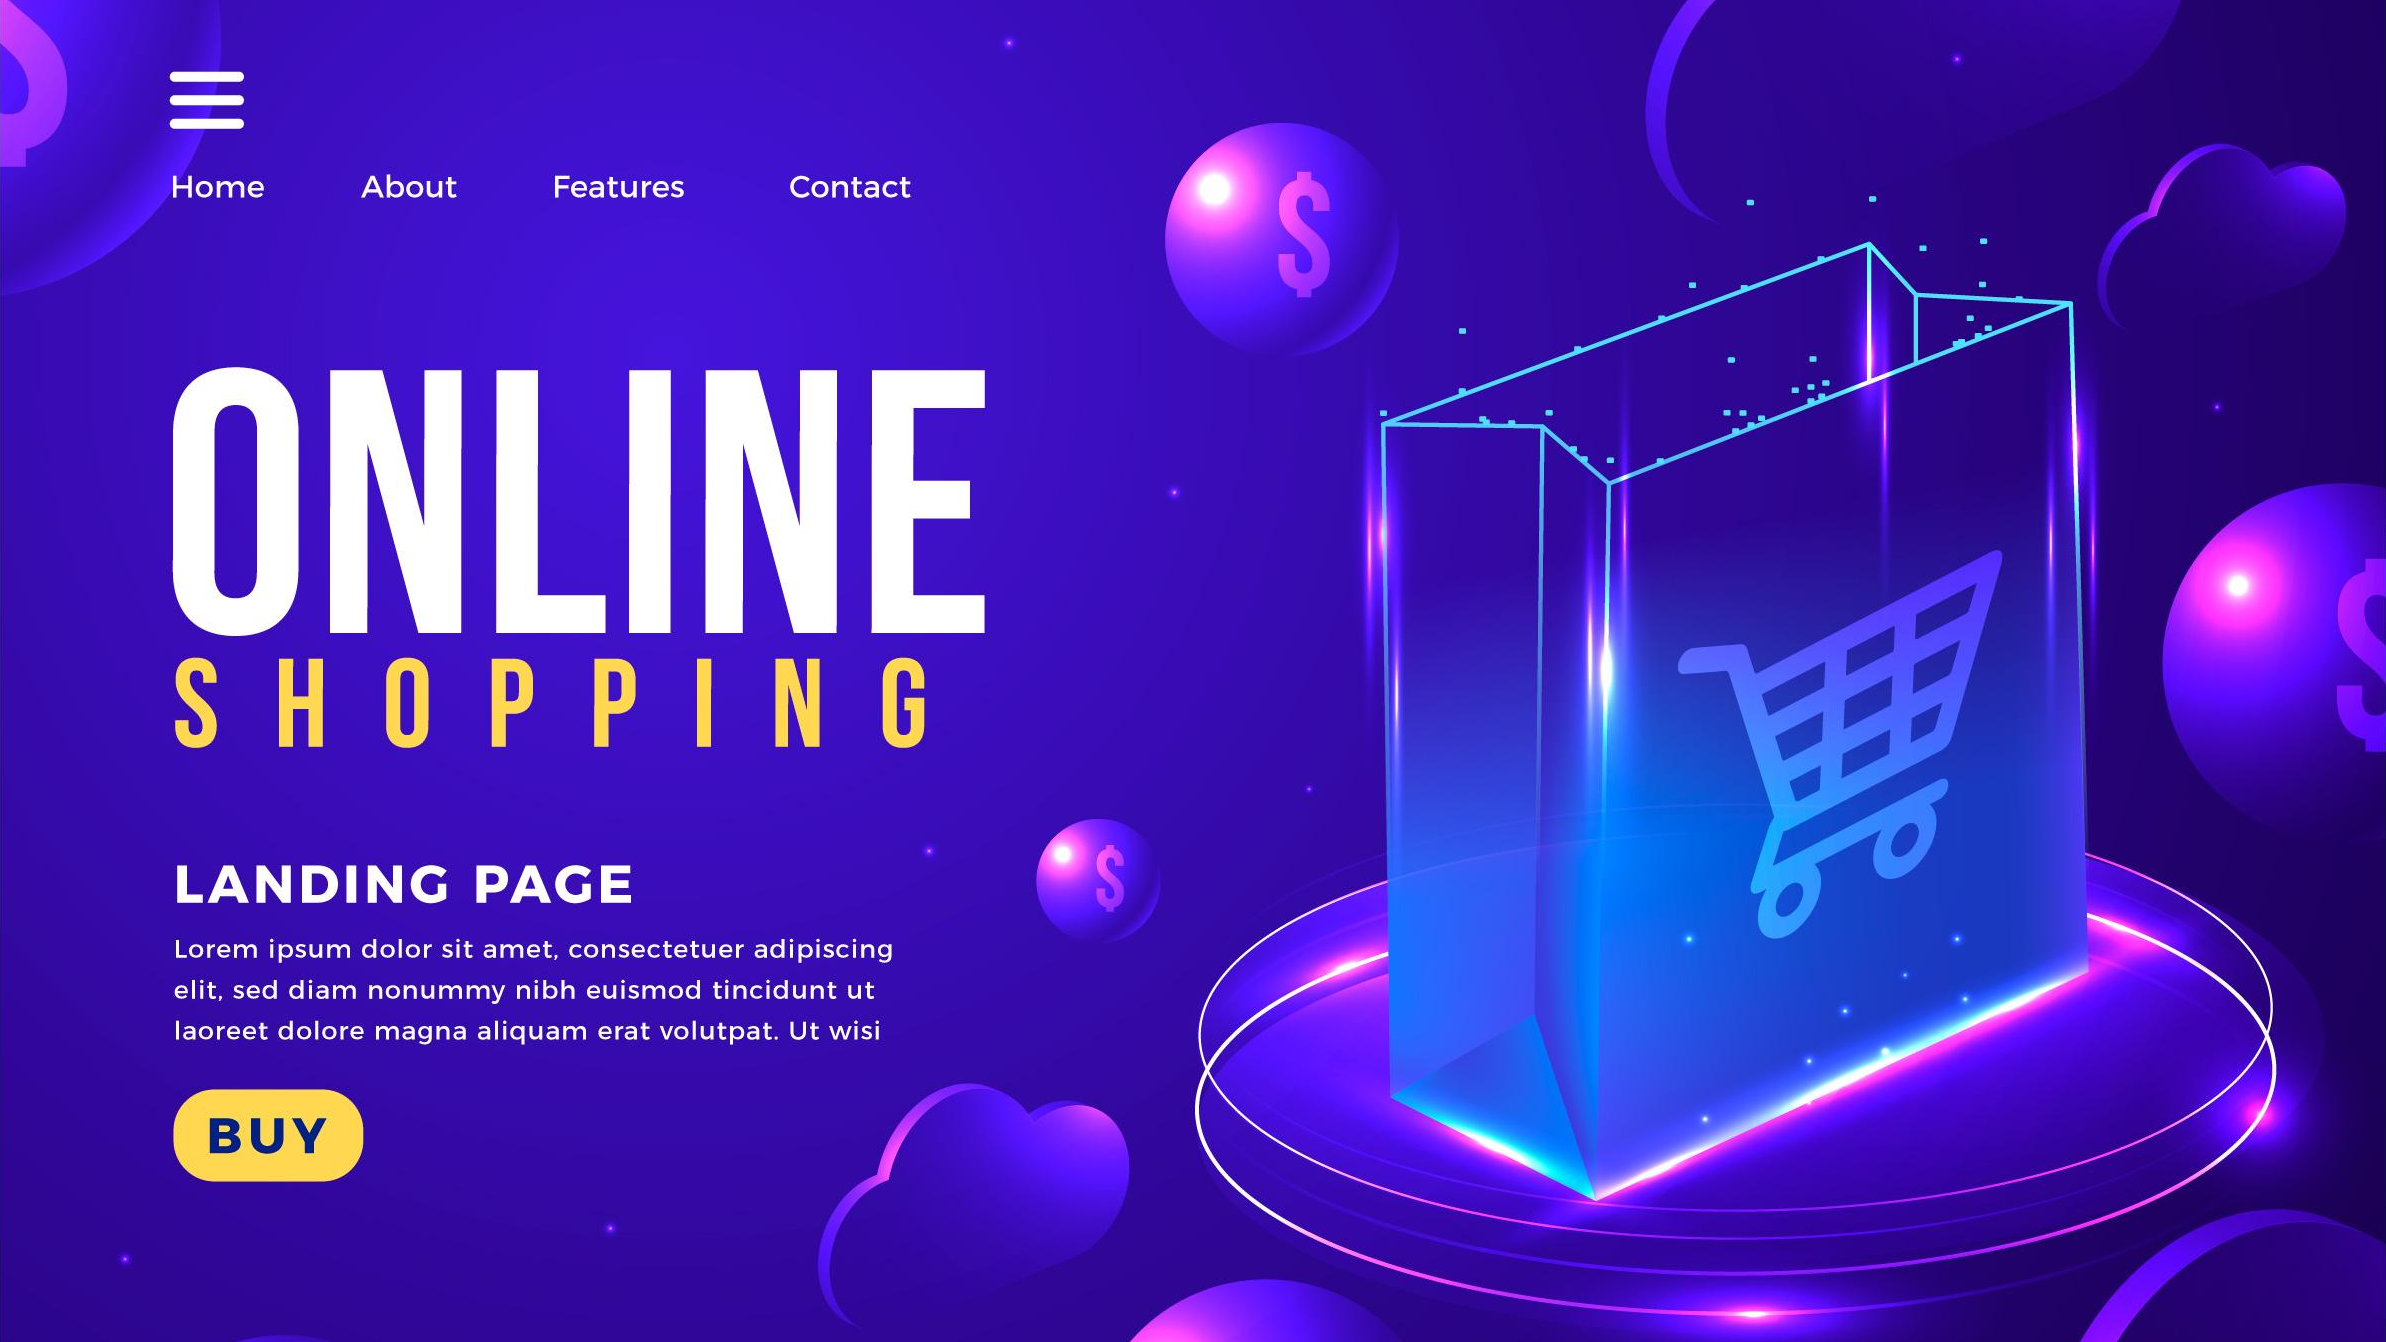 Home About Features Contact
ONLINE
SHOPPING
LANDING PAGE
Lorem ipsum dolor sit amet, consectetuer adipiscing
elit, sed diam nonummy nibh euismod tincidunt ut
laoreet dolore magna aliquam erat volutpat. Ut wisi
BUY
$
$
$
$